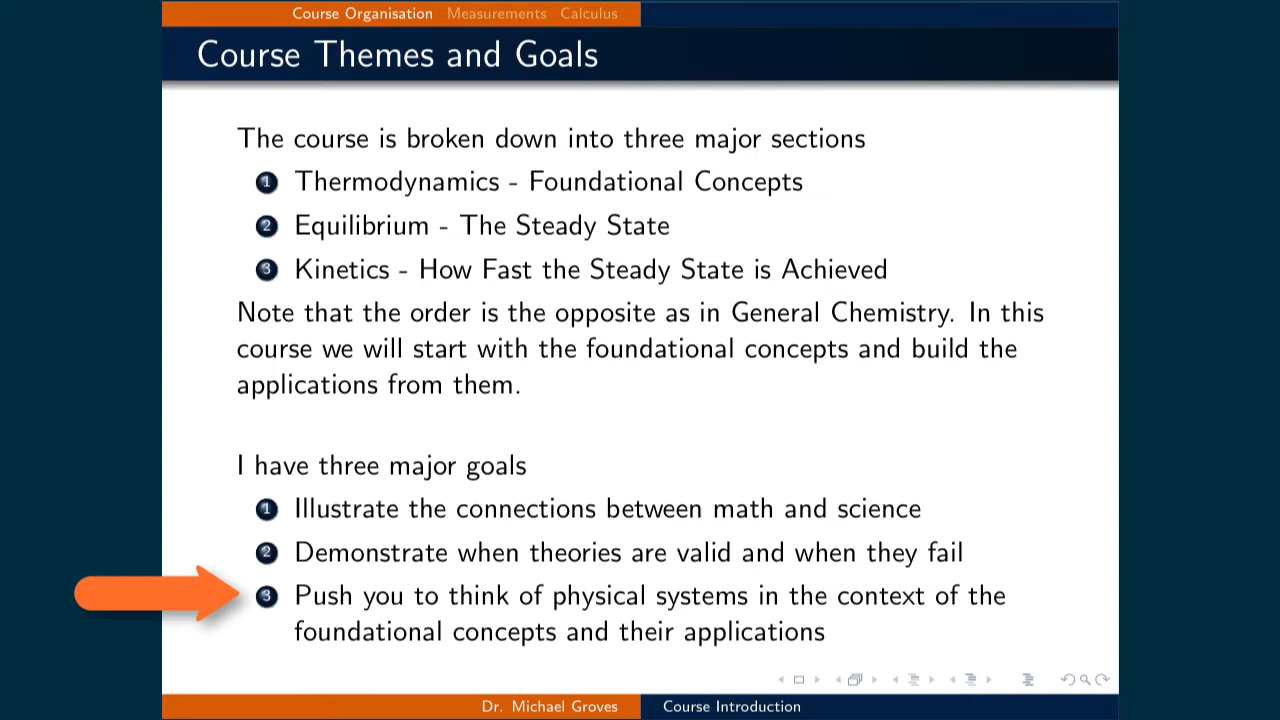 Course Organisation Measurements Calculus
Course Themes and Goals
The course is broken down into three major sections
1 Thermodynamics - Foundational Concepts
2 Equilibrium - The Steady State
3 Kinetics - How Fast the Steady State is Achieved
Note that the order is the opposite as in General Chemistry. In this
course we will start with the foundational concepts and build the
applications from them.
I have three major goals
1 Illustrate the connections between math and science
2 Demonstrate when theories are valid and when they fail
3 Push you to think of physical systems in the context of the
foundational concepts and their applications
Dr. Michael Groves Course Introduction